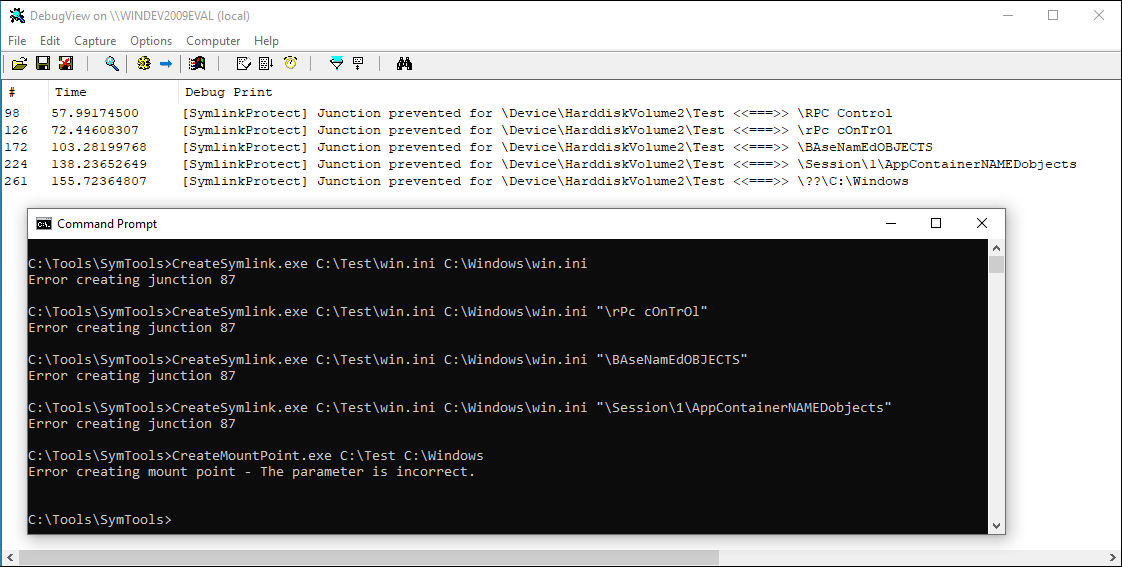 DebugView on \\WINDEV2009EVAL (local)
File Edit Capture Options Computer Help
# Time Debug Print
98 57.99174500 [SymlinkProtect] Junction prevented for \Device\HarddiskVolume2\Test <<===>> \RPC Control
126 72.44608307 [SymlinkProtect] Junction prevented for \Device\HarddiskVolume2\Test <<===>> \rPc cOnTrOl
172 103.28199768 [SymlinkProtect] Junction prevented for \Device\HarddiskVolume2\Test <<===>> \BAseNamEdOBJECTS
224 138.23652649 [SymlinkProtect] Junction prevented for \Device\HarddiskVolume2\Test <<===>> \Session\1\AppContainerNAMEDobjects
261 155.72364807 [SymlinkProtect] Junction prevented for \Device\HarddiskVolume2\Test <<===>> \??\C:\Windows
Command Prompt
C:\Tools\SymTools>CreateSymlink.exe C:\Test\win.ini C:\Windows\win.ini
Error creating junction 87
C:\Tools\SymTools>CreateSymlink.exe C:\Test\win.ini C:\Windows\win.ini "\rPc cOnTrOl"
Error creating junction 87
C:\Tools\SymTools>CreateSymlink.exe C:\Test\win.ini C:\Windows\win.ini "\BAseNamEdOBJECTS"
Error creating junction 87
C:\Tools\SymTools>CreateSymlink.exe C:\Test\win.ini C:\Windows\win.ini "\Session\1\AppContainerNAMEDobjects"
Error creating junction 87
C:\Tools\SymTools>CreateMountPoint.exe C:\Test C:\Windows
Error creating mount point - The parameter is incorrect.
C:\Tools\SymTools>